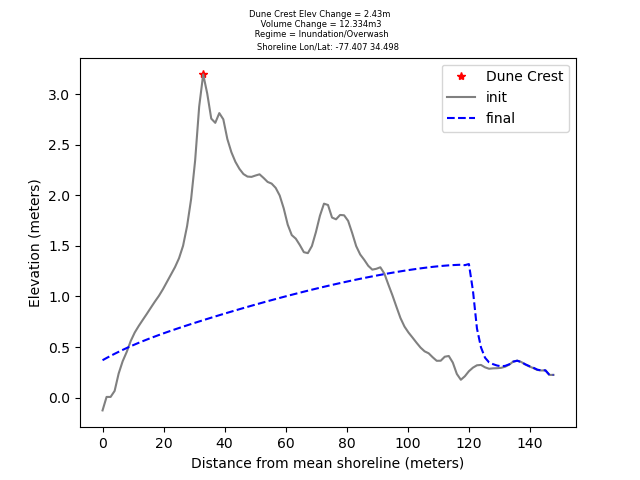 Dune Crest Elev Change = 2.43m
Volume Change = 12.334m3
Regime = Inundation/Overwash
Shoreline Lon/Lat: -77.407 34.498
Dune Crest
init
final
3.0
2.5
2.0
1.5
1.0
0.5
0.0
Elevation (meters)
0 20 40 60 80 100 120 140
Distance from mean shoreline (meters)